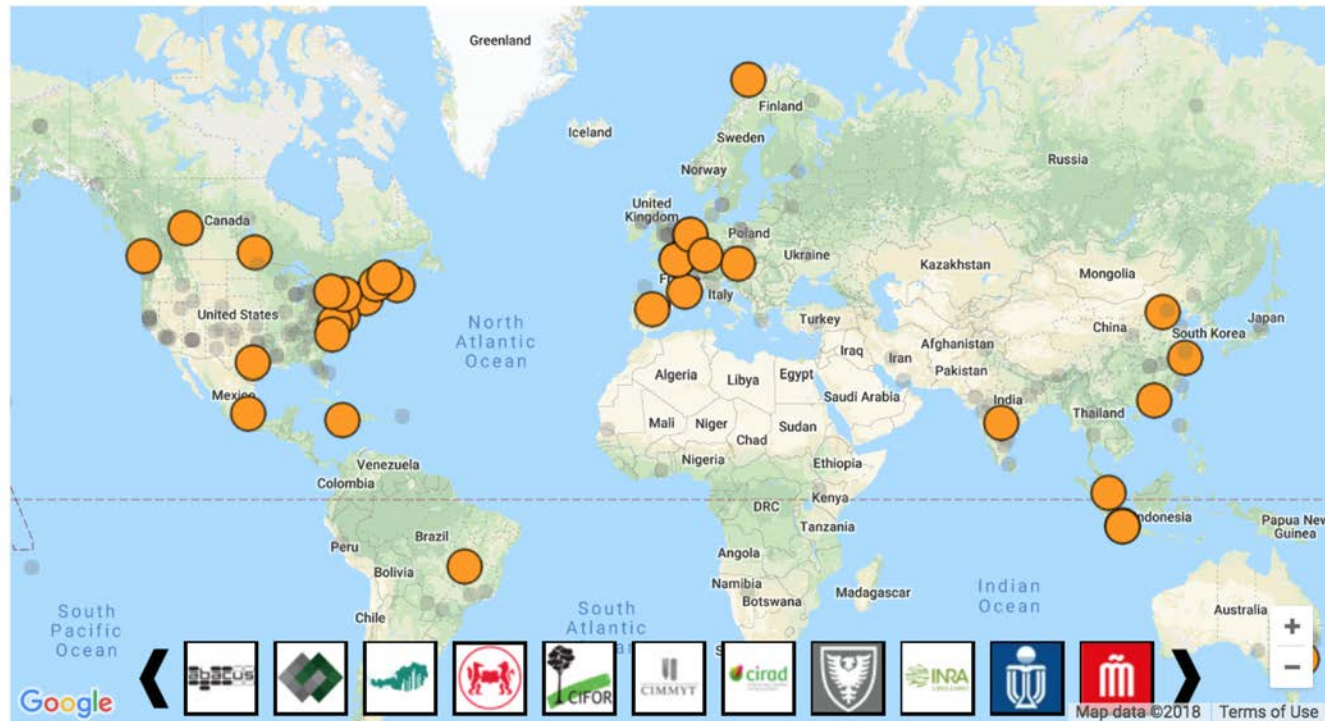 Greenland
Iceland
Finland
Sweden
Norway
Russia
Canada
United
Kingdom
Poland
Ukraine
Kazakhstan
Mongolia
Italy
United States
North
Atlantic
Ocean
Turkey
China
South Korea
Japan
Iraq
Iran
Afghanistan
Pakistan
Algeria
Libya
Egypt
Saudi Arabia
India
Thailand
Mexico
Mali
Niger
Chad
Sudan
Nigeria
Ethiopia
Venezuela
Colombia
DRC
Kenya
Tanzania
Indonesia
Papua New
Guinea
Peru
Brazil
Bolivia
Angola
Namibia
Botswana
Madagascar
Indian
Ocean
Australia
Chile
South
Pacific
Ocean
South
Atlantic
abacus
CIFOR
CIMMYT
cirad
INRA
+
−
Google
Map data ©2018
Terms of Use